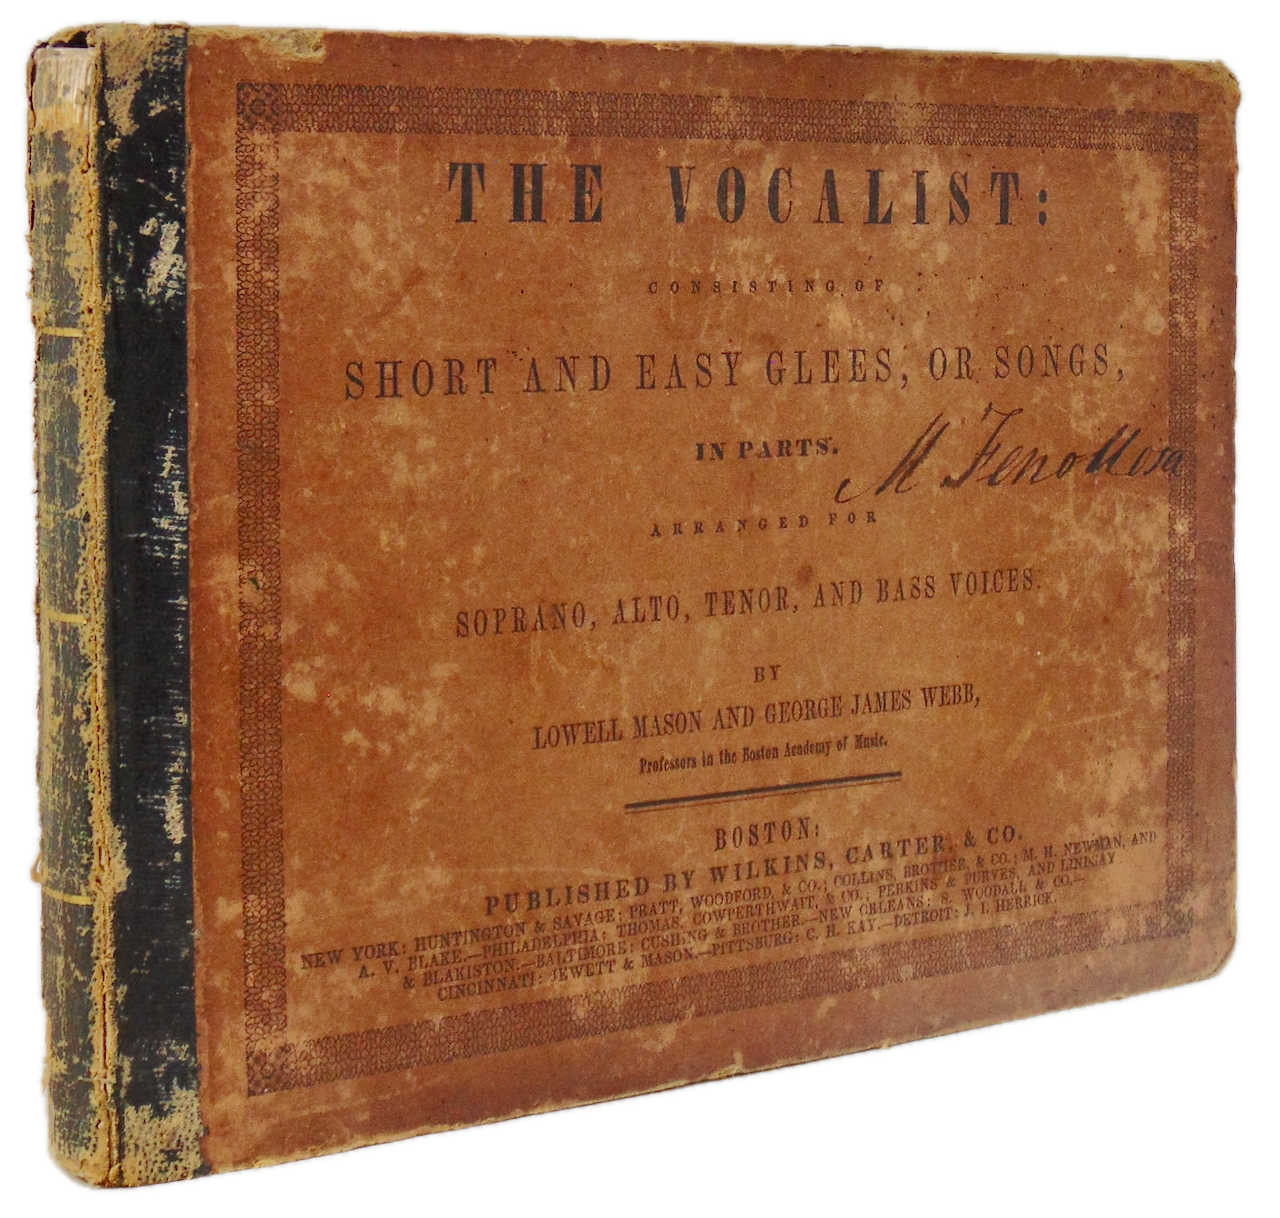 THE VOCALIST:
CONSISTING OF
SHORT AND EASY GLEES, OR SONGS,
IN PARTS.
M Fenollosa
ARRANGED FOR
SOPRANO, ALTO, TENOR, AND BASS VOICES.
BY
LOWELL MASON AND GEORGE JAMES WEBB,
Professors in the Boston Academy of Music.
BOSTON:
PUBLISHED BY WILKINS, CARTER, & CO.
NEW YORK: HUNTINGTON & SAVAGE; PRATT, WOODFORD, & CO.; COLLINS, BROTHER, & CO.; M. H. NEWMAN, AND
A. V. BLAKE.—PHILADELPHIA: THOMAS, COWPERTHWAIT, & CO.; PERKINS & PURVES, AND LINDSAY
& BLAKISTON.—BALTIMORE: CUSHING & BROTHER.—NEW ORLEANS: S. WOODALL & CO.—
CINCINNATI: JEWETT & MASON.—PITTSBURG: C. H. KAY.—DETROIT: J. I. HERRICK.